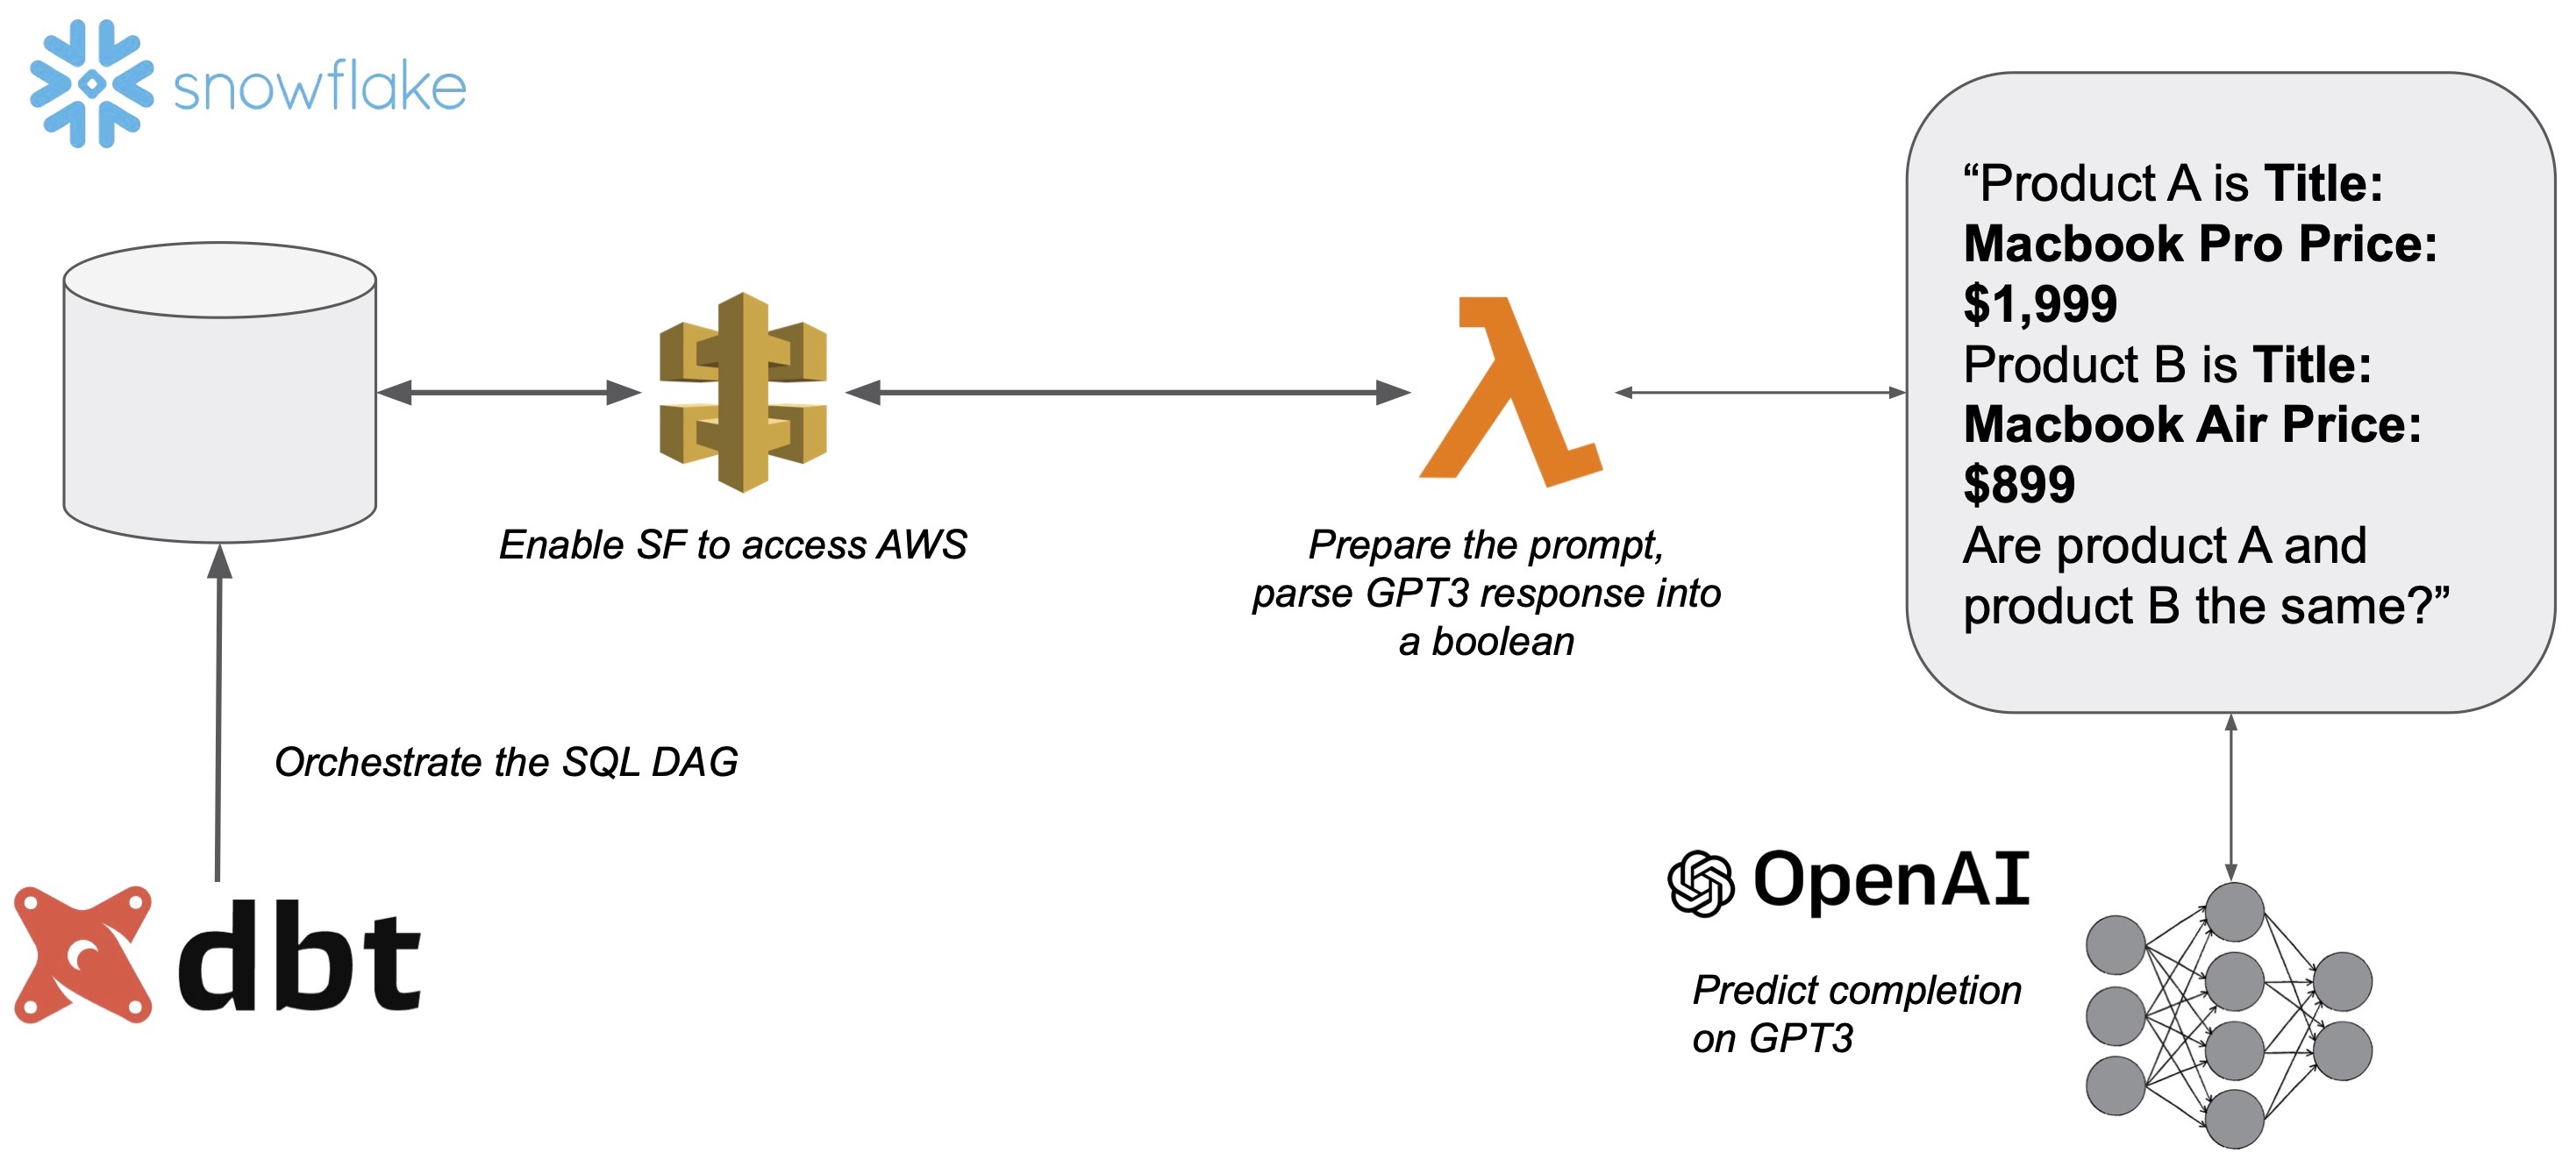 snowflake
“Product A is Title:
Macbook Pro Price:
$1,999
Product B is Title:
Macbook Air Price:
$899
Are product A and
product B the same?”
Enable SF to access AWS
Prepare the prompt,
parse GPT3 response into
a boolean
Orchestrate the SQL DAG
dbt
OpenAI
Predict completion
on GPT3